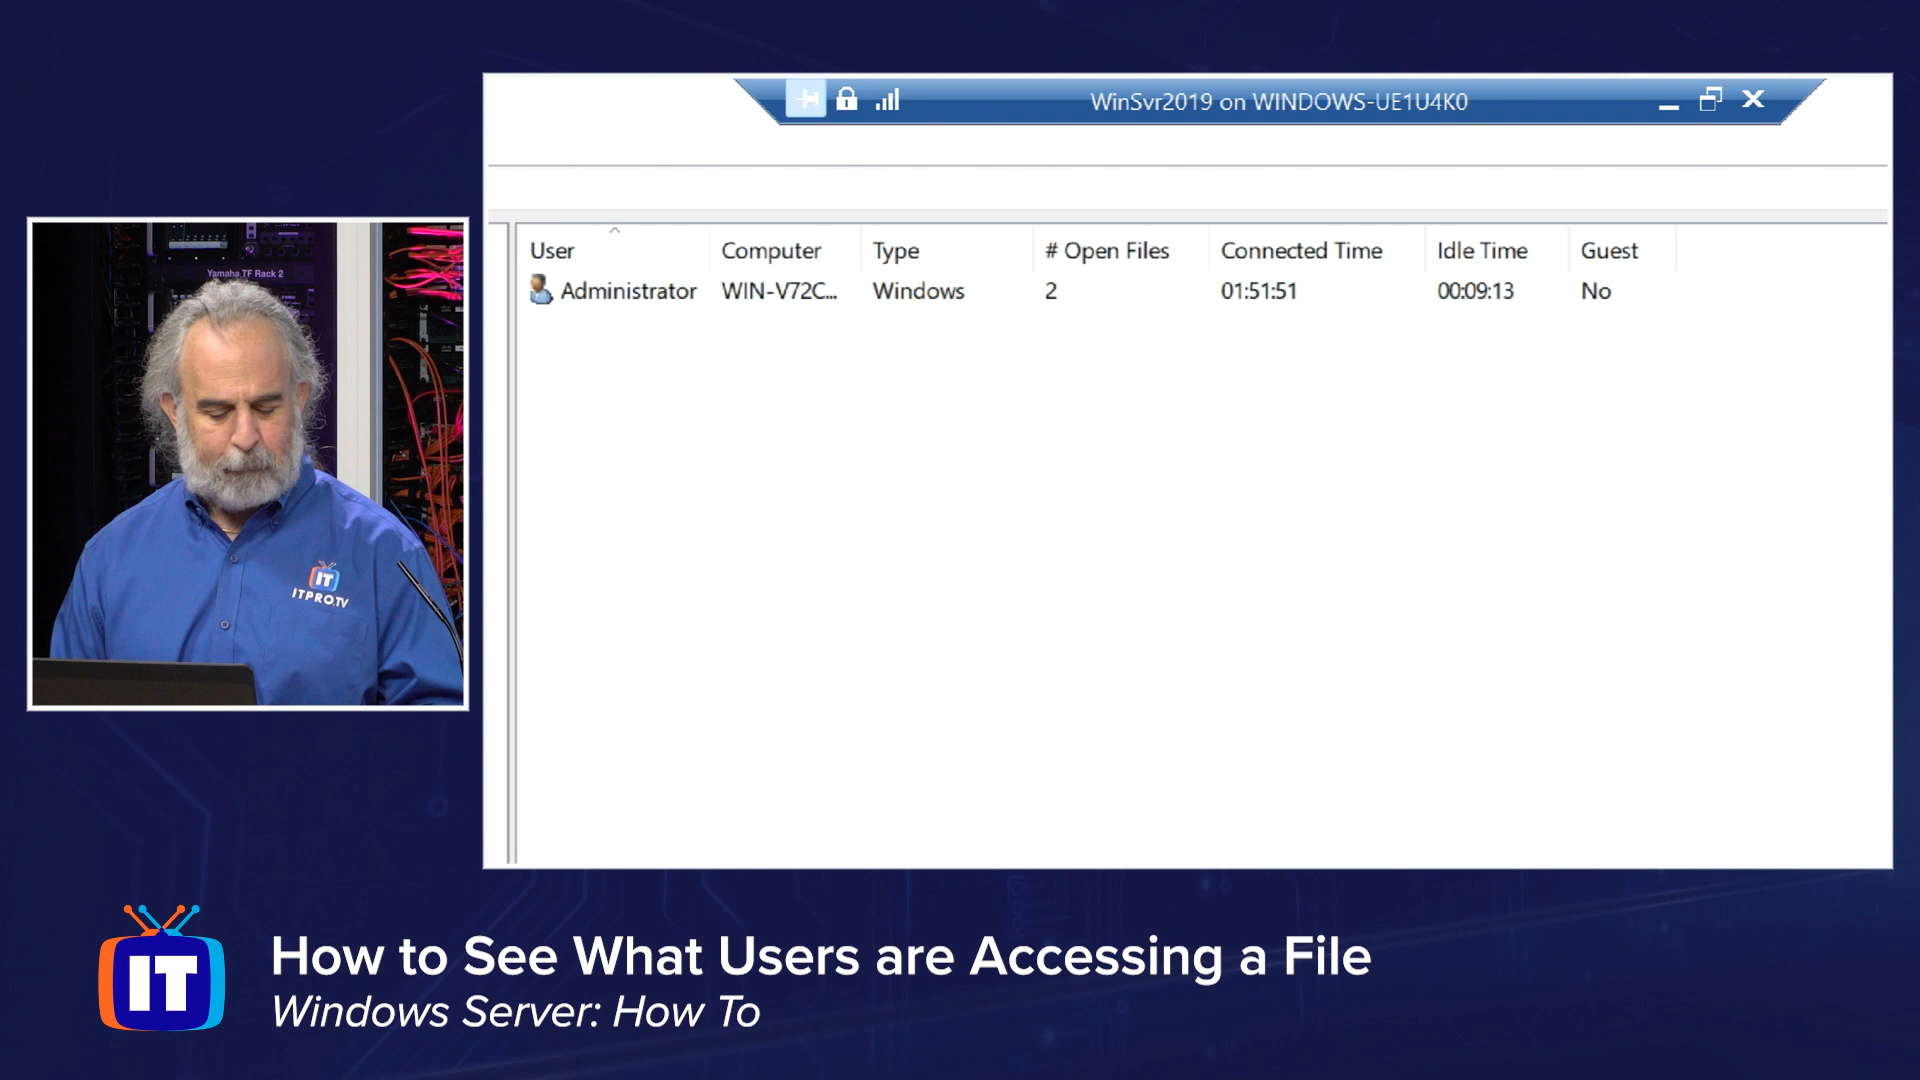 WinSvr2019 on WINDOWS-UE1U4K0
User Computer Type # Open Files Connected Time Idle Time Guest
Administrator WIN-V72C... Windows 2 01:51:51 00:09:13 No
Yamaha TF Rack 2
IT
ITPRO.TV
IT
How to See What Users are Accessing a File
Windows Server: How To